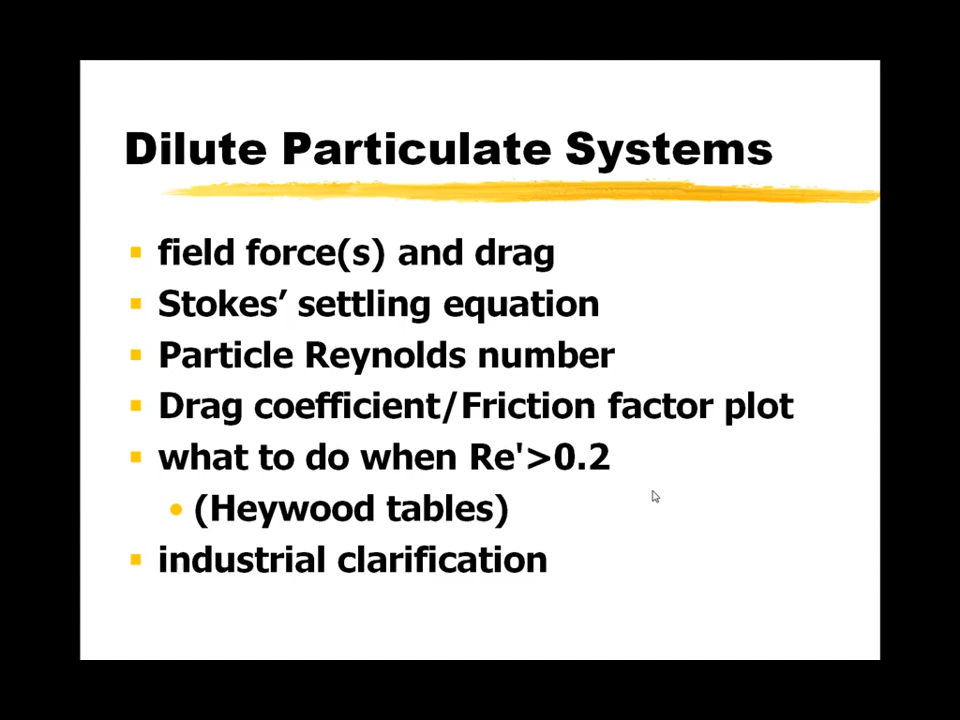 Dilute Particulate Systems
field force(s) and drag
Stokes’ settling equation
Particle Reynolds number
Drag coefficient/Friction factor plot
what to do when Re'>0.2
(Heywood tables)
industrial clarification